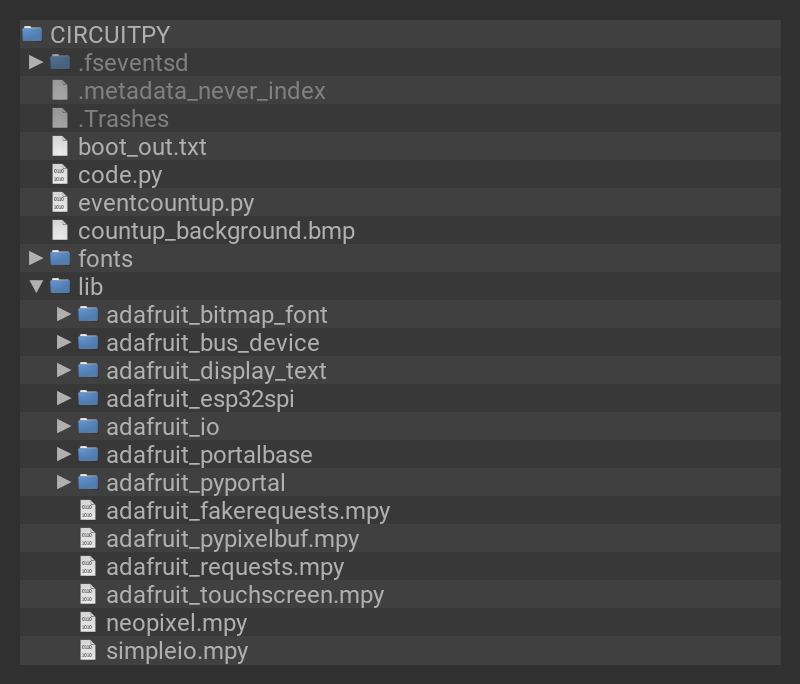 CIRCUITPY
.fseventsd
.metadata_never_index
.Trashes
boot_out.txt
code.py
eventcountup.py
countup_background.bmp
fonts
lib
adafruit_bitmap_font
adafruit_bus_device
adafruit_display_text
adafruit_esp32spi
adafruit_io
adafruit_portalbase
adafruit_pyportal
adafruit_fakerequests.mpy
adafruit_pypixelbuf.mpy
adafruit_requests.mpy
adafruit_touchscreen.mpy
neopixel.mpy
simpleio.mpy